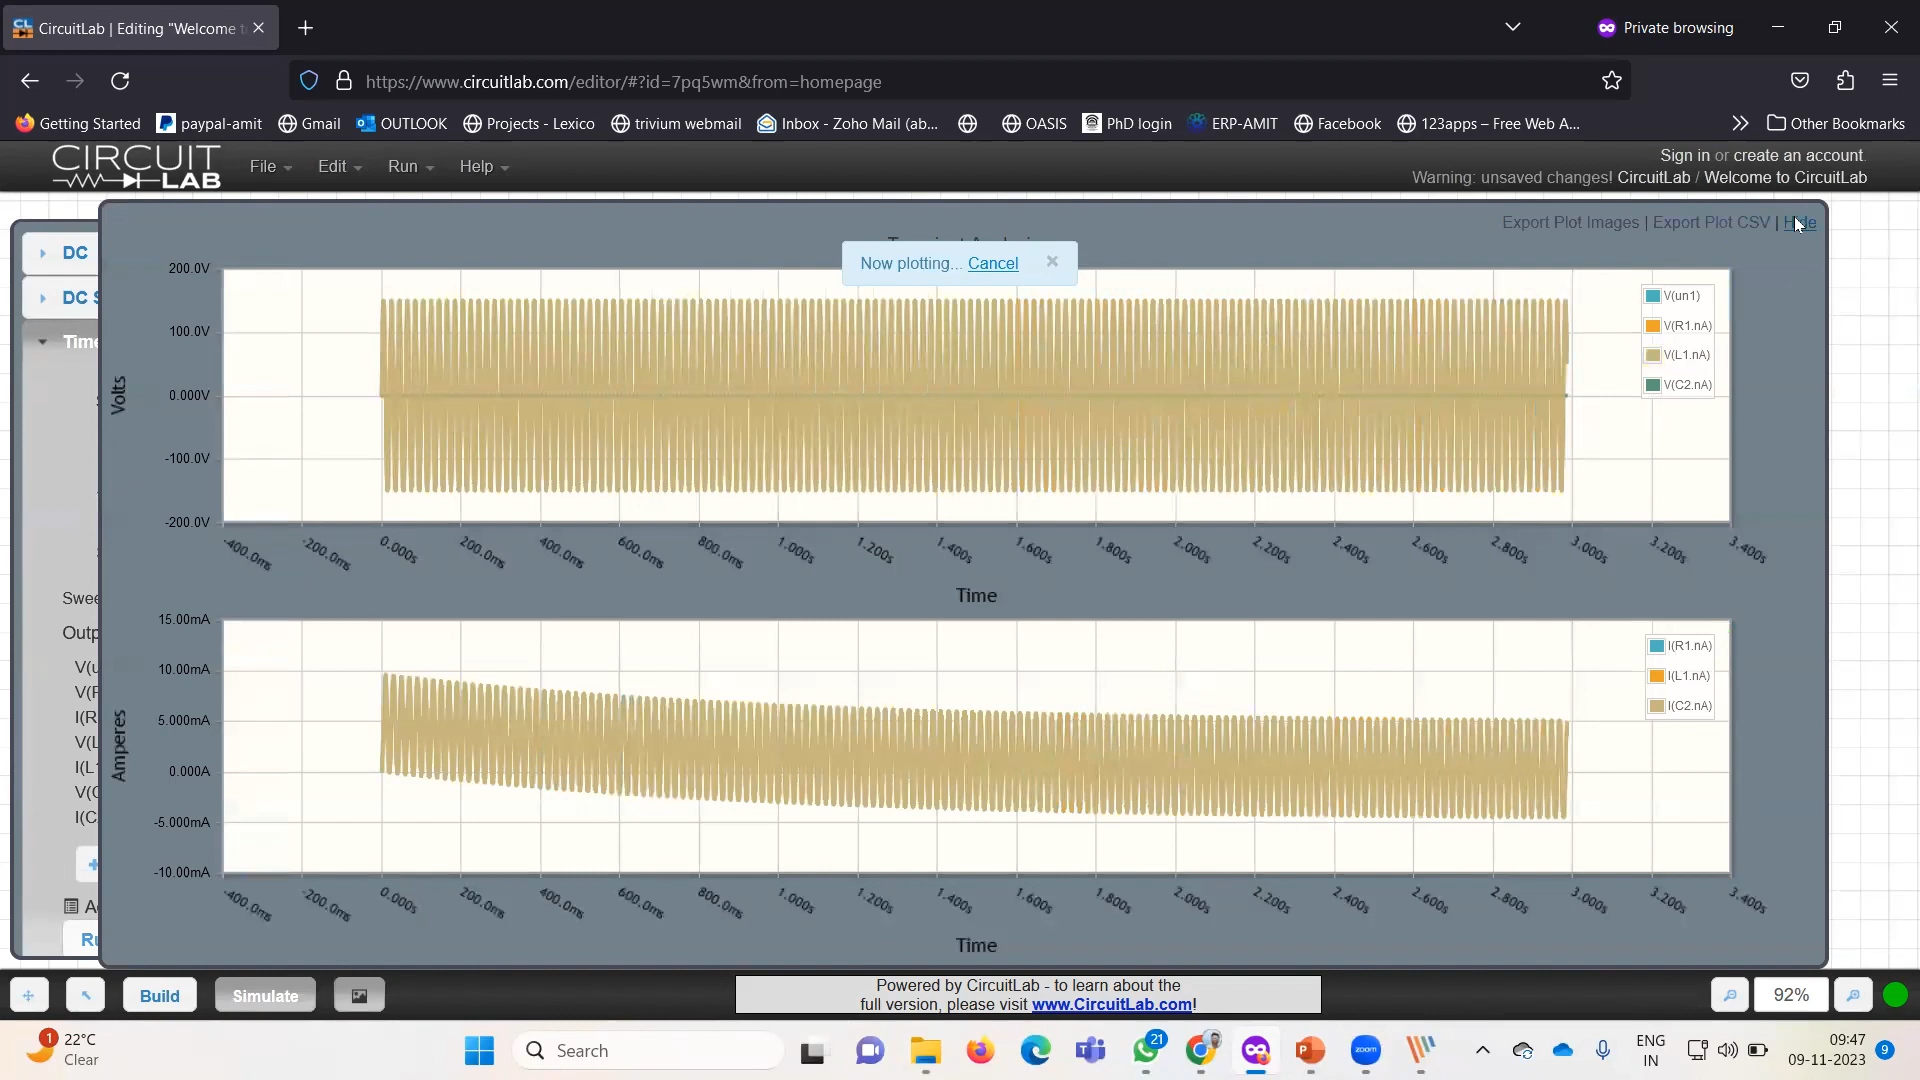 CircuitLab | Editing "Welcome t
Private browsing
https://www.circuitlab.com/editor/#?id=7pq5wm&from=homepage
Getting Started
paypal-amit
Gmail
OUTLOOK
Projects - Lexico
trivium webmail
Inbox - Zoho Mail (ab...
OASIS
PhD login
ERP-AMIT
Facebook
123apps – Free Web A...
Other Bookmarks
CIRCUIT
LAB
File
Edit
Run
Help
Sign in or create an account.
Warning: unsaved changes! CircuitLab / Welcome to CircuitLab
Export Plot Images | Export Plot CSV | Hide
Now plotting... Cancel
DC
DC S
Time
Swee
Outp
V(u
V(F
I(R
V(L
I(L1
V(C
I(C
Ru
Volts
200.0V
100.0V
0.000V
-100.0V
-200.0V
V(un1)
V(R1.nA)
V(L1.nA)
V(C2.nA)
-400.0ms
-200.0ms
0.000s
200.0ms
400.0ms
600.0ms
800.0ms
1.000s
1.200s
1.400s
1.600s
1.800s
2.000s
2.200s
2.400s
2.600s
2.800s
3.000s
3.200s
3.400s
Time
Amperes
15.00mA
10.00mA
5.000mA
0.000A
-5.000mA
-10.00mA
I(R1.nA)
I(L1.nA)
I(C2.nA)
-400.0ms
-200.0ms
0.000s
200.0ms
400.0ms
600.0ms
800.0ms
1.000s
1.200s
1.400s
1.600s
1.800s
2.000s
2.200s
2.400s
2.600s
2.800s
3.000s
3.200s
3.400s
Time
Build
Simulate
Powered by CircuitLab - to learn about the
full version, please visit www.CircuitLab.com!
92%
1
22°C
Clear
Search
21
zoom
ENG
IN
09:47
09-11-2023
9